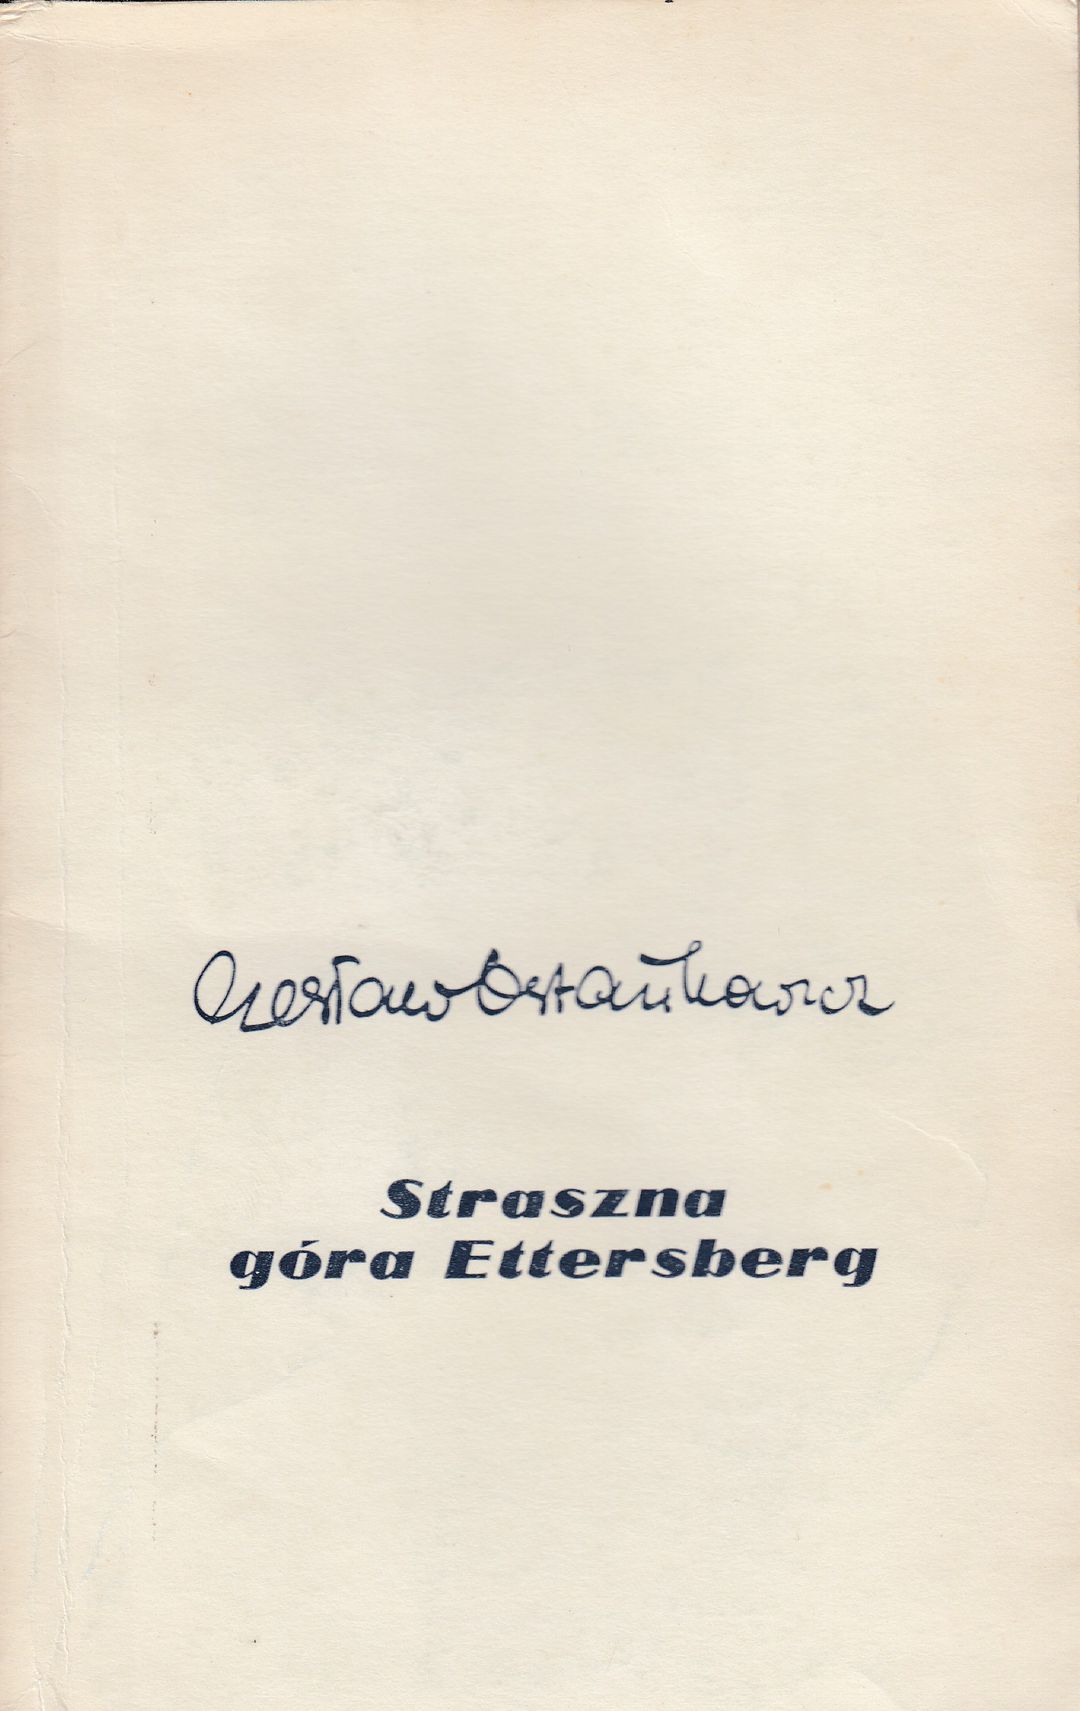 Czesław Ostańkowicz
Straszna
góra Ettersberg